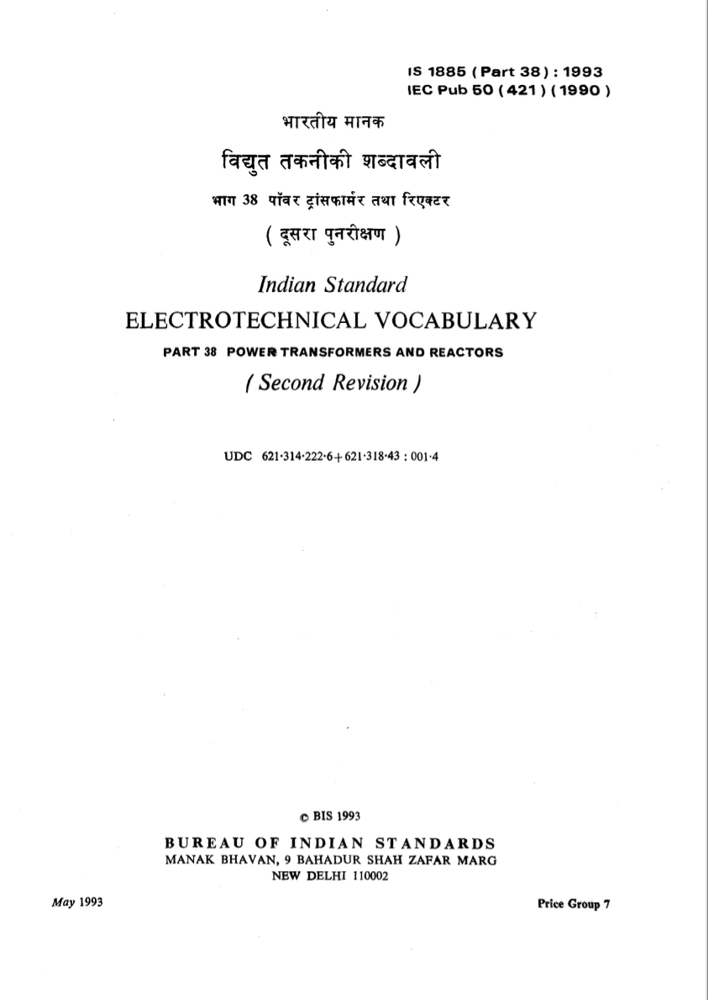 IS 1885 ( Part 38 ) : 1993
IEC Pub 50 ( 421 ) ( 1990 )
भारतीय मानक
विद्युत तकनीकी शब्दावली
भाग 38 पॉवर ट्रांसफार्मर तथा रिएक्टर
( दूसरा पुनरीक्षण )
Indian Standard
ELECTROTECHNICAL VOCABULARY
PART 38 POWER TRANSFORMERS AND REACTORS
( Second Revision )
UDC 621·314·222·6+621·318·43 : 001·4
© BIS 1993
BUREAU OF INDIAN STANDARDS
MANAK BHAVAN, 9 BAHADUR SHAH ZAFAR MARG
NEW DELHI 110002
May 1993
Price Group 7